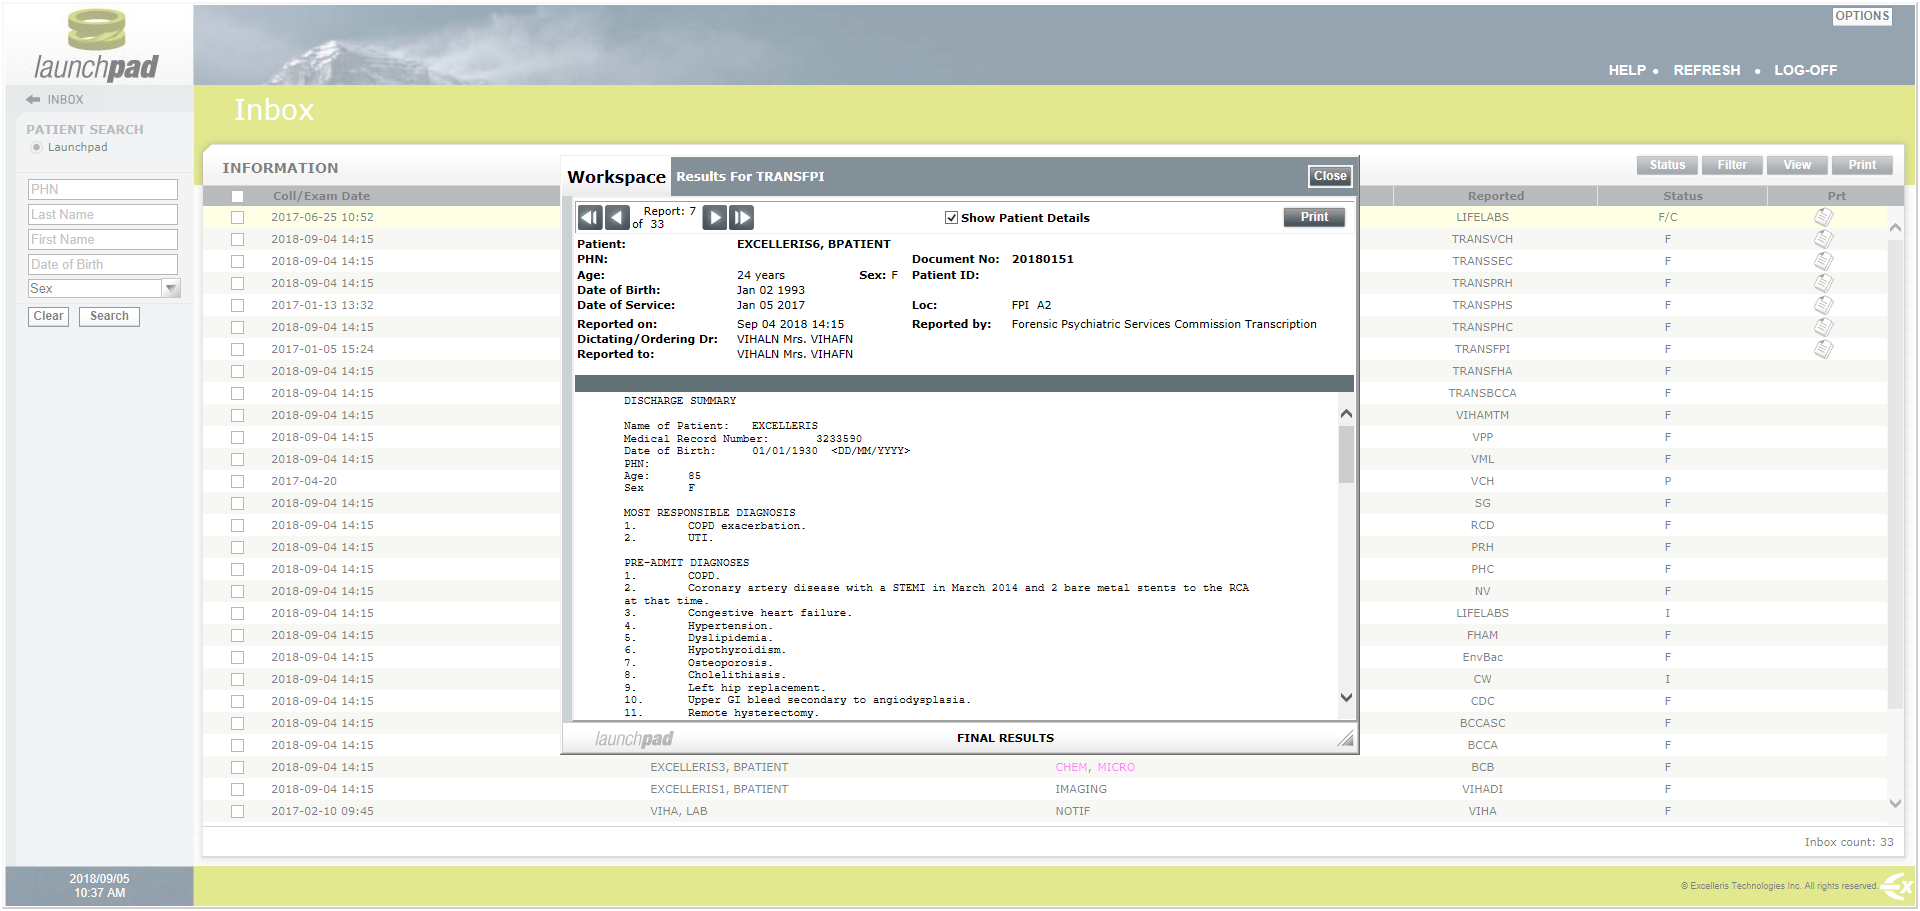 OPTIONS
launchpad
HELP • REFRESH • LOG-OFF
INBOX
Inbox
PATIENT SEARCH
Launchpad
PHN
Last Name
First Name
Date of Birth
Sex
Clear Search
2018/09/05
10:37 AM
INFORMATION
Status Filter View Print
Coll/Exam Date Reported Status Prt
2017-06-25 10:52 LIFELABS F/C
2018-09-04 14:15 TRANSVCH F
2018-09-04 14:15 TRANSSEC F
2018-09-04 14:15 TRANSPRH F
2017-01-13 13:32 TRANSPHS F
2018-09-04 14:15 TRANSPHC F
2017-01-05 15:24 TRANSFPI F
2018-09-04 14:15 TRANSFHA F
2018-09-04 14:15 TRANSBCCA F
2018-09-04 14:15 VIHAMTM F
2018-09-04 14:15 VPP F
2018-09-04 14:15 VML F
2017-04-20 VCH P
2018-09-04 14:15 SG F
2018-09-04 14:15 RCD F
2018-09-04 14:15 PRH F
2018-09-04 14:15 PHC F
2018-09-04 14:15 NV F
2018-09-04 14:15 LIFELABS I
2018-09-04 14:15 FHAM F
2018-09-04 14:15 EnvBac F
2018-09-04 14:15 CW I
2018-09-04 14:15 CDC F
2018-09-04 14:15 BCCASC F
2018-09-04 14:15 BCCA F
2018-09-04 14:15 EXCELLERIS3, BPATIENT CHEM, MICRO BCB F
2018-09-04 14:15 EXCELLERIS1, BPATIENT IMAGING VIHADI F
2017-02-10 09:45 VIHA, LAB NOTIF VIHA F
Inbox count: 33
Workspace Results For TRANSFPI Close
Report: 7
of 33
Show Patient Details Print
Patient: EXCELLERIS6, BPATIENT
PHN: Document No: 20180151
Age: 24 years Sex: F Patient ID:
Date of Birth: Jan 02 1993
Date of Service: Jan 05 2017 Loc: FPI A2
Reported on: Sep 04 2018 14:15 Reported by: Forensic Psychiatric Services Commission Transcription
Dictating/Ordering Dr: VIHALN Mrs. VIHAFN
Reported to: VIHALN Mrs. VIHAFN
DISCHARGE SUMMARY
Name of Patient: EXCELLERIS
Medical Record Number: 3233590
Date of Birth: 01/01/1930 <DD/MM/YYYY>
PHN:
Age: 85
Sex F
MOST RESPONSIBLE DIAGNOSIS
1. COPD exacerbation.
2. UTI.
PRE-ADMIT DIAGNOSES
1. COPD.
2. Coronary artery disease with a STEMI in March 2014 and 2 bare metal stents to the RCA
at that time.
3. Congestive heart failure.
4. Hypertension.
5. Dyslipidemia.
6. Hypothyroidism.
7. Osteoporosis.
8. Cholelithiasis.
9. Left hip replacement.
10. Upper GI bleed secondary to angiodysplasia.
11. Remote hysterectomy.
launchpad FINAL RESULTS
© Excelleris Technologies Inc. All rights reserved.